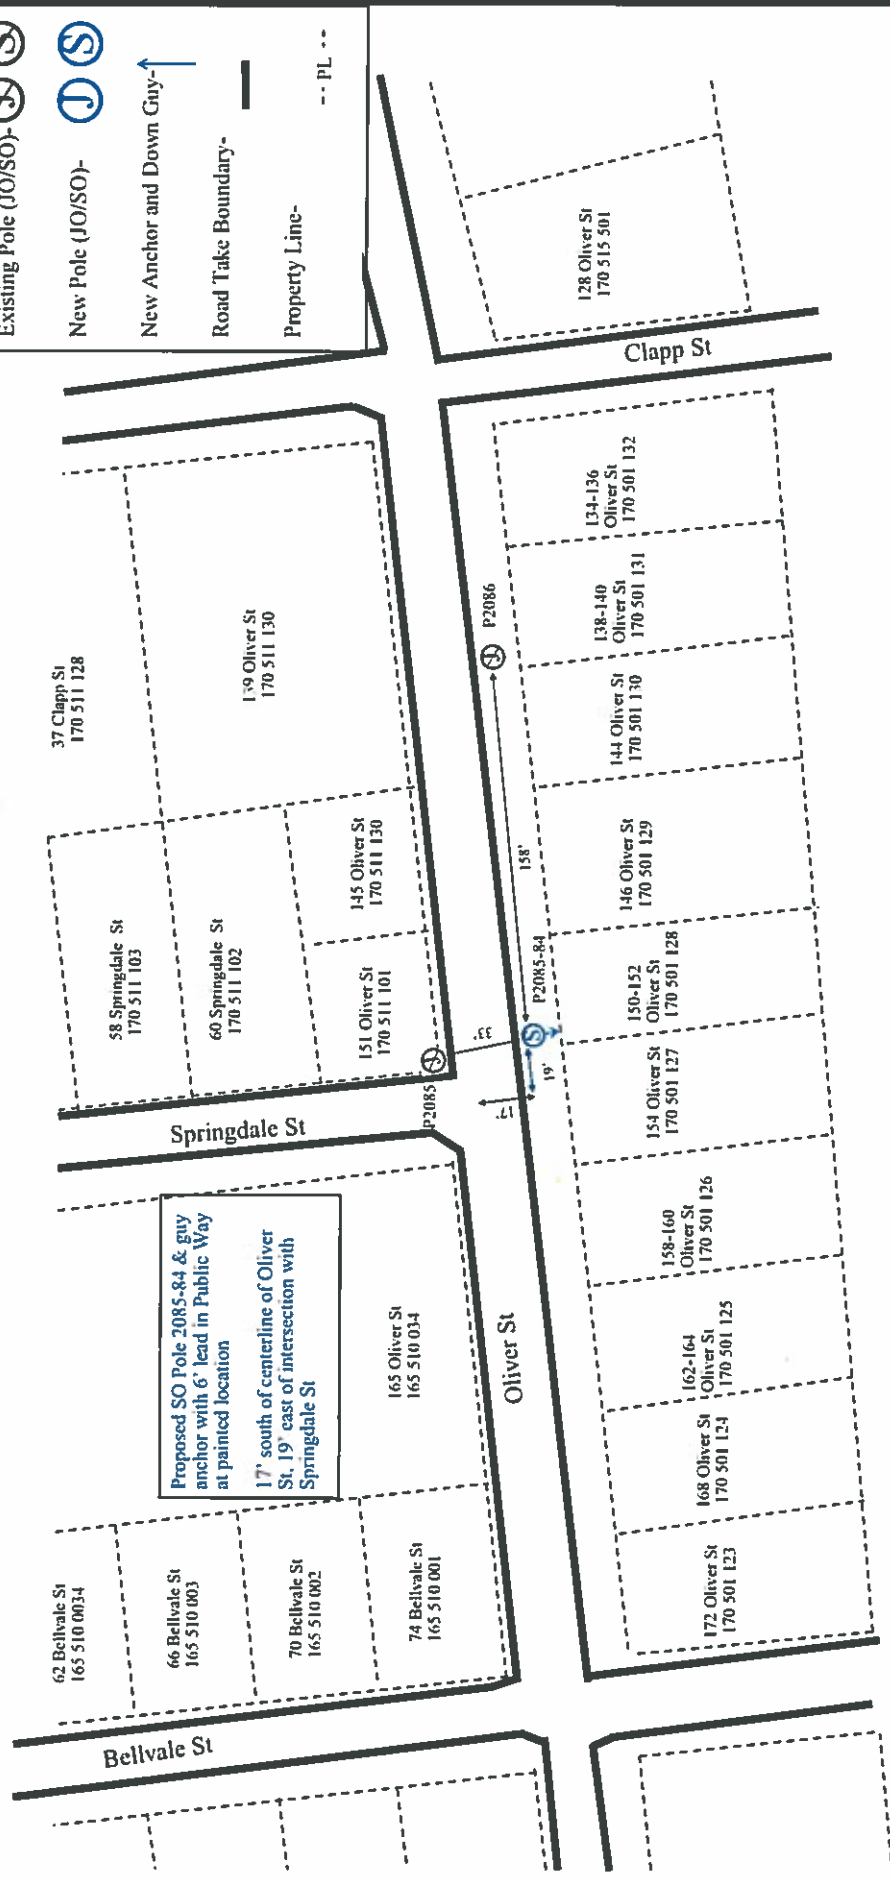 Existing Pole (JO/SO)-
New Pole (JO/SO)-
J S
New Anchor and Down Guy-
Road Take Boundary-
Property Line-
-- PL --
37 Clapp St
170 511 128
139 Oliver St
170 511 130
58 Springdale St
170 511 103
60 Springdale St
170 511 102
145 Oliver St
170 511 130
151 Oliver St
170 511 101
128 Oliver St
170 515 501
Clapp St
134-136
Oliver St
170 501 132
138-140
Oliver St
170 501 131
144 Oliver St
170 501 130
146 Oliver St
170 501 129
150-152
Oliver St
170 501 128
154 Oliver St
170 501 127
158-160
Oliver St
170 501 126
162-164
Oliver St
170 501 125
168 Oliver St
170 501 124
172 Oliver St
170 501 123
P2086
J
158'
P2085-84
S
19'
17'
33'
P2085
J
Springdale St
Oliver St
Proposed SO Pole 2085-84 & guy
anchor with 6' lead in Public Way
at painted location
17' south of centerline of Oliver
St, 19' east of intersection with
Springdale St
165 Oliver St
165 510 034
62 Bellvale St
165 510 0034
66 Bellvale St
165 510 003
70 Bellvale St
165 510 002
74 Bellvale St
165 510 001
Bellvale St